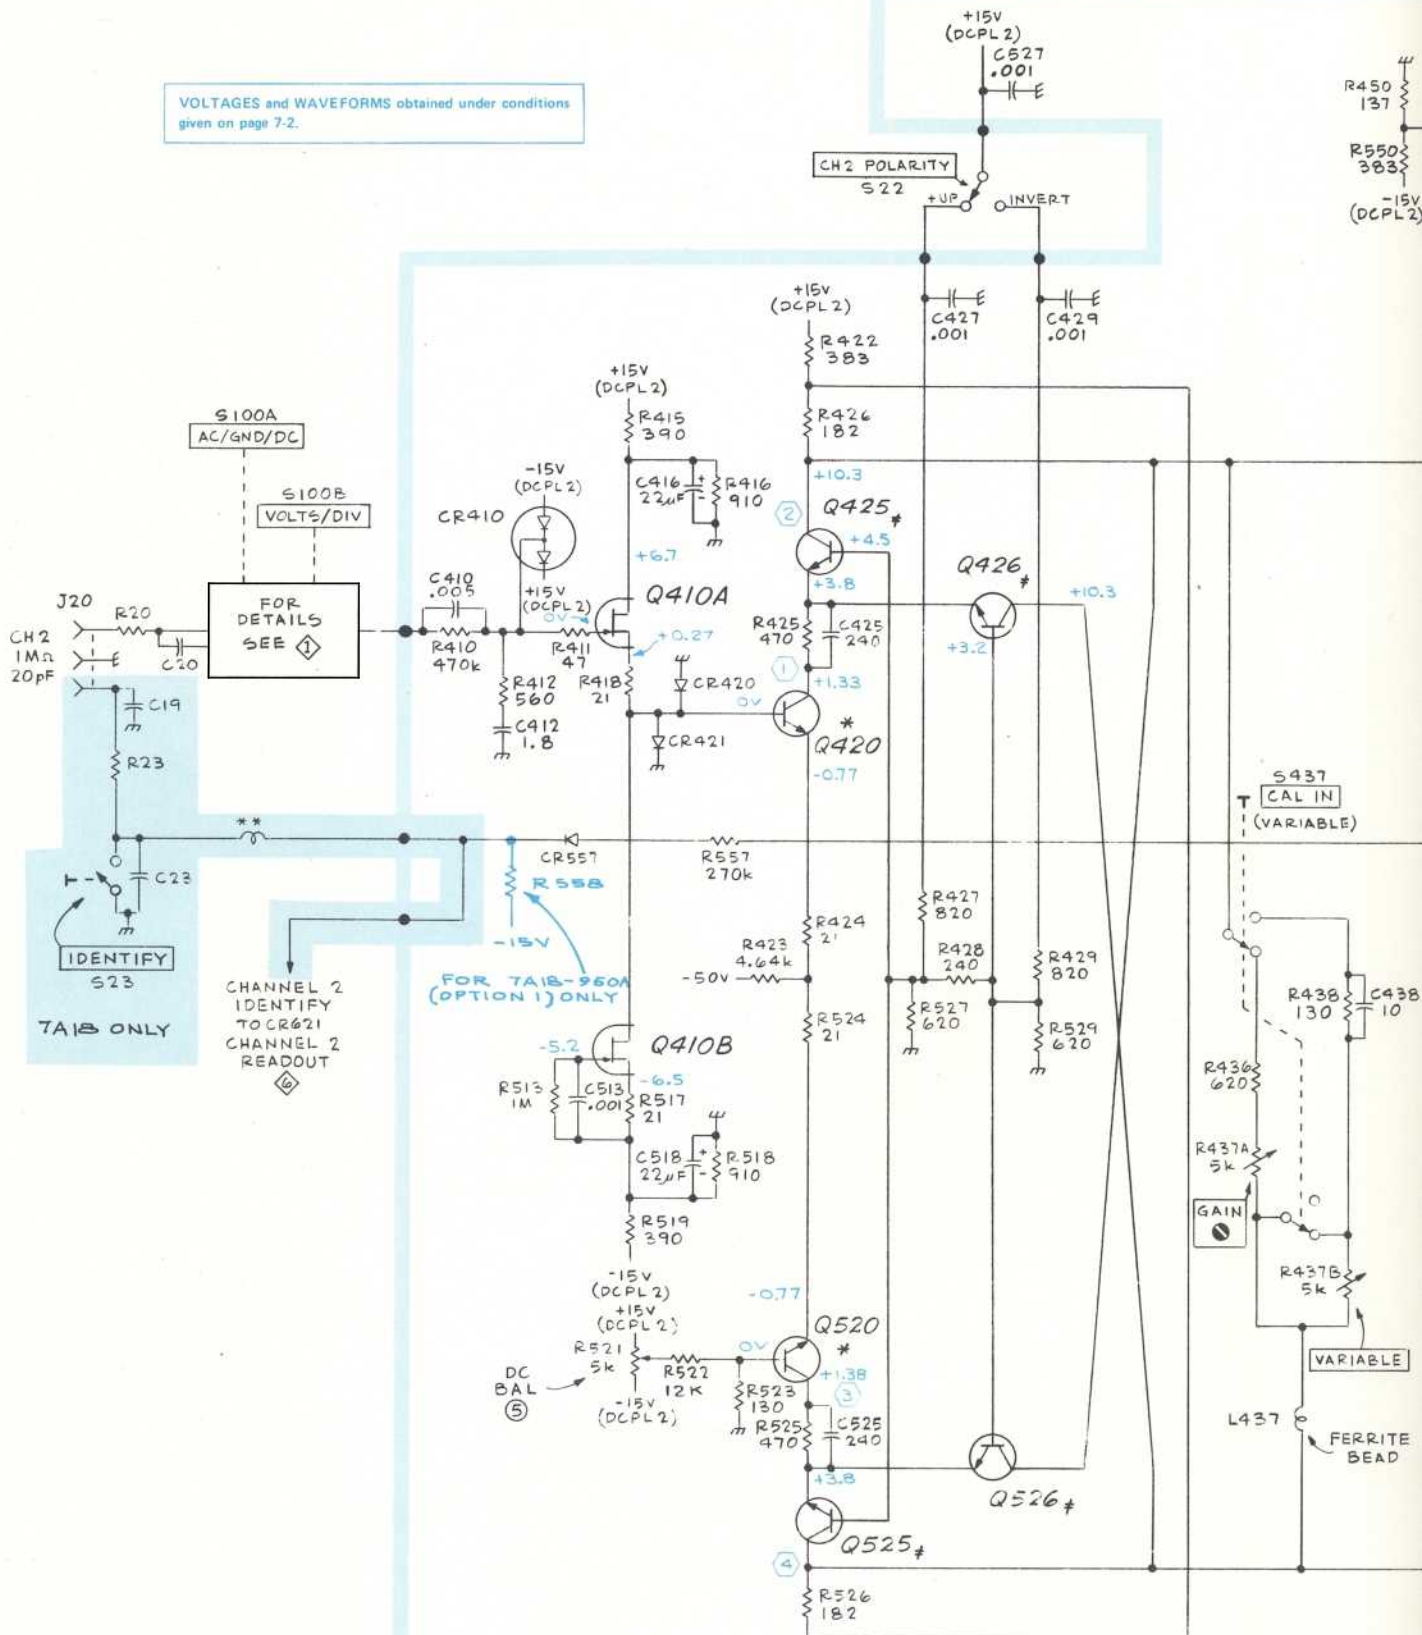 VOLTAGES and WAVEFORMS obtained under conditions
given on page 7-2.
+15V
(DCPL 2)
C527
.001
CH2 POLARITY
S22
+UP
INVERT
R450
137
R550
383
-15V
(DCPL 2)
C427
.001
C429
.001
+15V
(DCPL 2)
R422
383
R426
182
+10.3
2
Q425
+4.5
+3.8
+15V
(DCPL 2)
R415
390
C416
22µF
+
-
R416
910
+6.7
S100A
AC/GND/DC
S100B
VOLTS/DIV
-15V
(DCPL 2)
CR410
+15V
(DCPL 2)
Q410A
0V
+0.27
Q426
+10.3
+3.2
J20
CH 2
1MΩ
20pF
R20
C20
FOR
DETAILS
SEE 1
C410
.005
R410
470k
R411
47
R412
560
C412
1.8
R418
21
CR420
CR421
R425
470
C425
240
1
+1.33
0V
*
Q420
-0.77
C19
R23
**
C23
IDENTIFY
S23
7A18 ONLY
CR557
R557
270k
R558
-15V
FOR 7A18-960A
(OPTION 1) ONLY
CHANNEL 2
IDENTIFY
TO CR621
CHANNEL 2
READOUT
6
S437
CAL IN
(VARIABLE)
R424
21
R423
4.64k
-50V
R524
21
R427
820
R428
240
R429
820
R527
620
R529
620
-5.2
Q410B
-6.5
R513
1M
C513
.001
R517
21
C518
22µF
+
-
R518
910
R519
390
-15V
(DCPL 2)
+15V
(DCPL 2)
R438
130
C438
10
R436
620
R437A
5k
GAIN
R437B
5k
VARIABLE
L437
FERRITE
BEAD
DC
BAL
5
R521
5k
-15V
(DCPL 2)
R522
12K
R523
130
-0.77
Q520
*
0V
+1.38
3
R525
470
C525
240
+3.8
Q526
Q525
4
R526
182